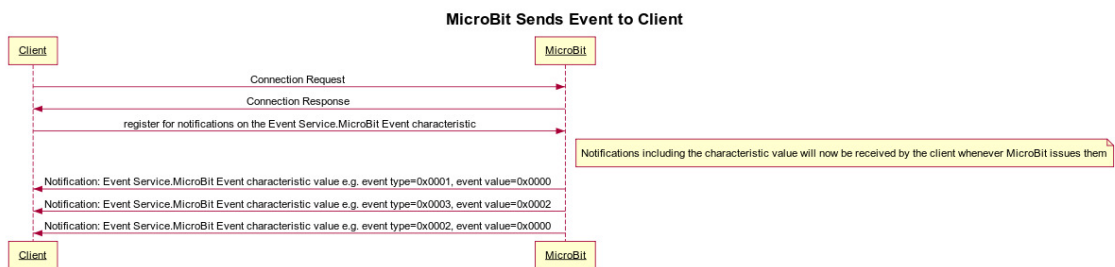 MicroBit Sends Event to Client
Client
MicroBit
Connection Request
Connection Response
register for notifications on the Event Service.MicroBit Event characteristic
Notifications including the characteristic value will now be received by the client whenever MicroBit issues them
Notification: Event Service.MicroBit Event characteristic value e.g. event type=0x0001, event value=0x0000
Notification: Event Service.MicroBit Event characteristic value e.g. event type=0x0003, event value=0x0002
Notification: Event Service.MicroBit Event characteristic value e.g. event type=0x0002, event value=0x0000
Client
MicroBit